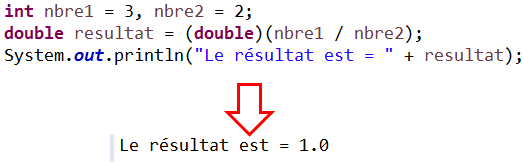 int nbre1 = 3, nbre2 = 2;
double resultat = (double)(nbre1 / nbre2);
System.out.println("Le résultat est = " + resultat);
Le résultat est = 1.0